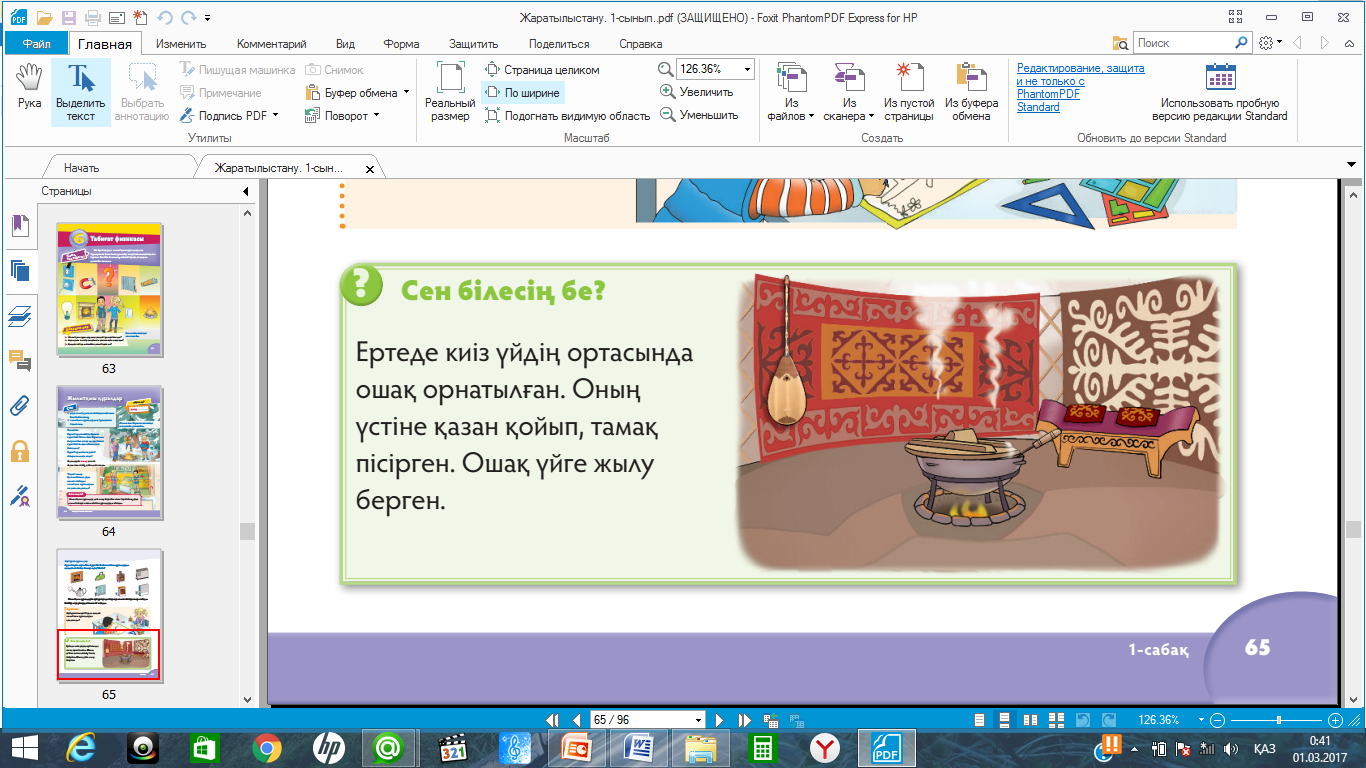 Жаратылыстану. 1-сынып.pdf (ЗАЩИЩЕНО) - Foxit PhantomPDF Express for HP
Файл Главная Изменить Комментарий Вид Форма Защитить Поделиться Справка
Поиск
Рука
Выделить текст
Выбрать аннотацию
Пишущая машинка
Примечание
Подпись PDF
Снимок
Буфер обмена
Поворот
Утилиты
Реальный размер
Страница целиком
По ширине
Подогнать видимую область
126.36%
Увеличить
Уменьшить
Масштаб
Из файлов
Из сканера
Из пустой страницы
Из буфера обмена
Создать
Редактирование, защита
и не только с
PhantomPDF
Standard
Использовать пробную
версию редакции Standard
Обновить до версии Standard
Начать
Жаратылыстану. 1-сын...
Страницы
6 Табиғат физикасы
63
Жылытқыш құралдар
64
65
? Сен білесің бе?
Ертеде киіз үйдің ортасында
ошақ орнатылған. Оның
үстіне қазан қойып, тамақ
пісірген. Ошақ үйге жылу
берген.
1-сабақ 65
65 / 96
126.36%
ҚАЗ
0:41
01.03.2017